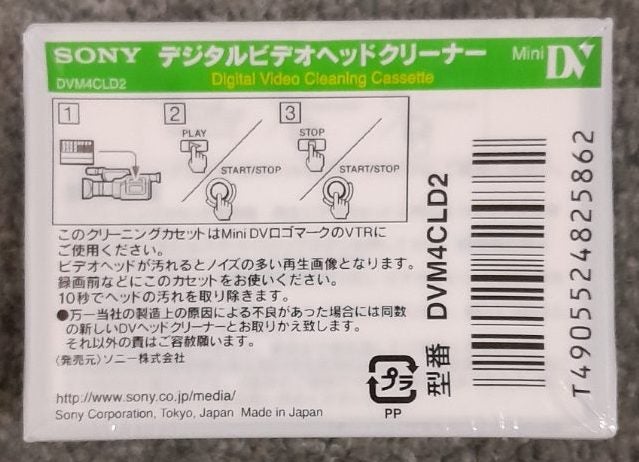 SONY デジタルビデオヘッドクリーナー Mini DV
DVM4CLD2 Digital Video Cleaning Cassette
1 2 3
PLAY STOP
START/STOP START/STOP
このクリーニングカセットはMini DVロゴマークのVTRに
ご使用ください。
ビデオヘッドが汚れるとノイズの多い再生画像となります。
録画前などにこのカセットをお使いください。
10秒でヘッドの汚れを取り除きます。
●万一当社の製造上の原因による不良があった場合には同数
の新しいDVヘッドクリーナーとお取りかえ致します。
それ以外の責はご容赦願います。
〈発売元〉ソニー株式会社
http://www.sony.co.jp/media/
Sony Corporation, Tokyo, Japan Made in Japan
プラ
PP
型番 DVM4CLD2
T4905524825862